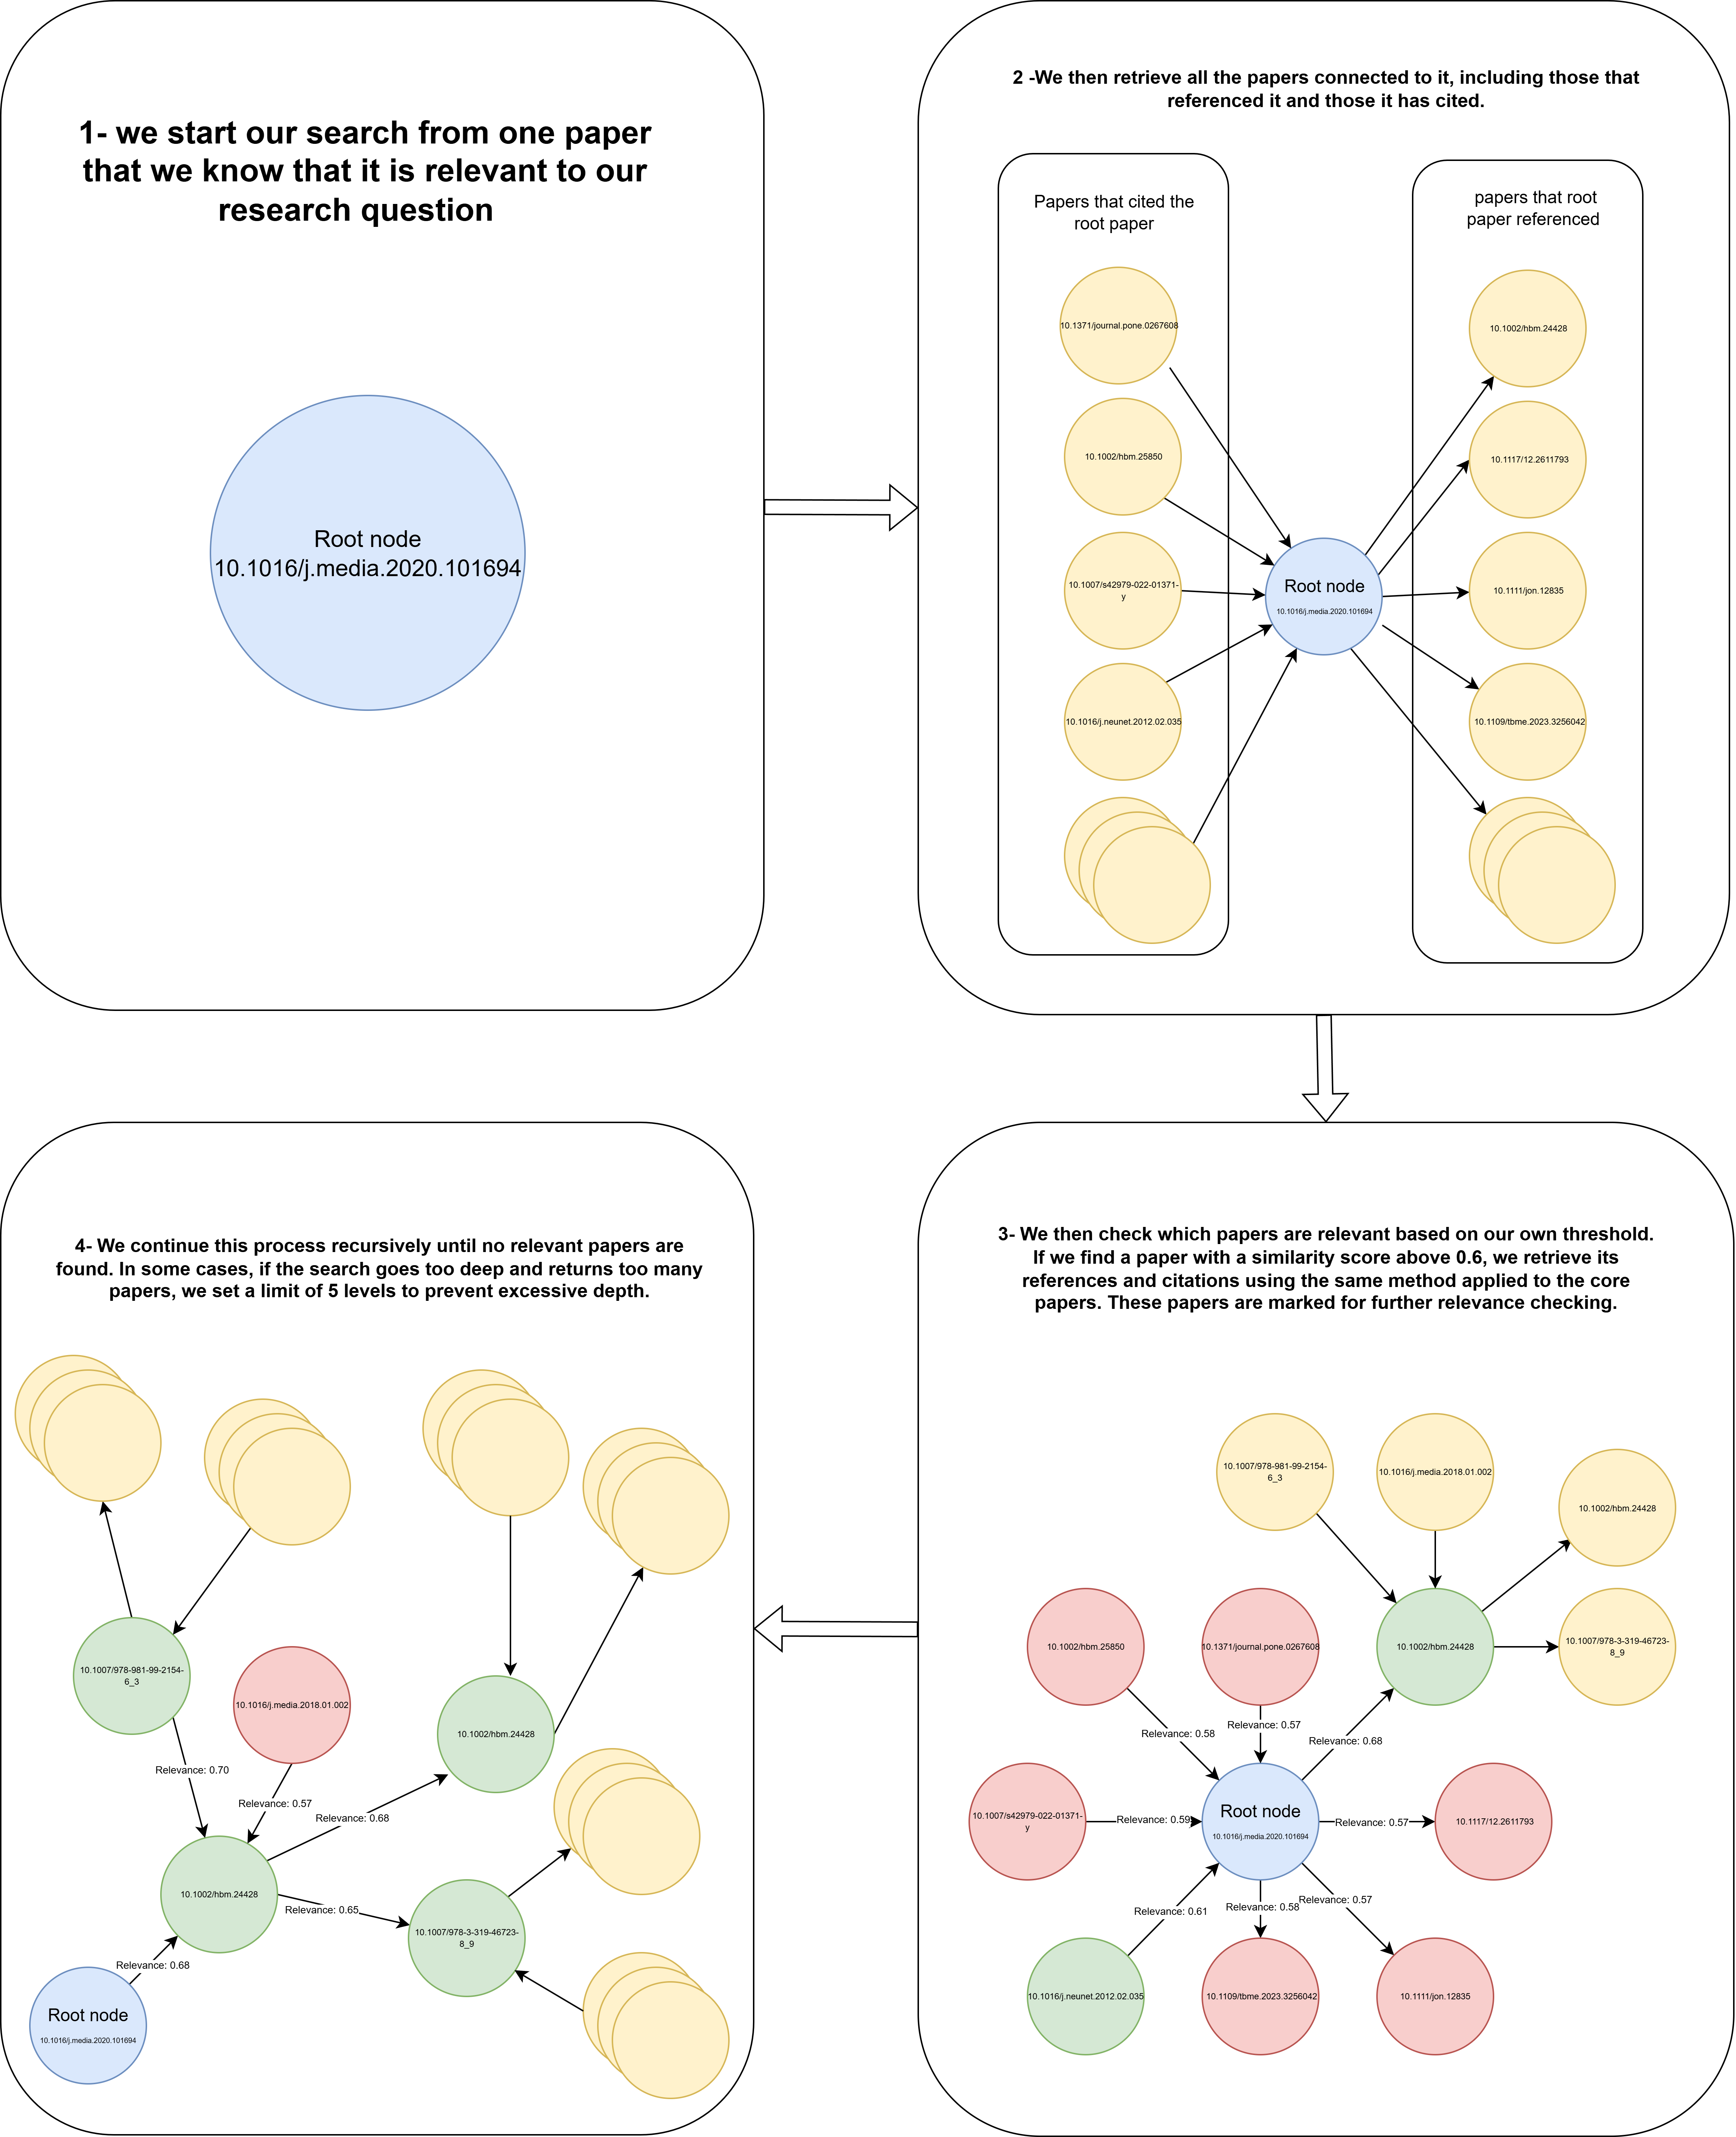 1- we start our search from one paper
that we know that it is relevant to our
research question
Root node
10.1016/j.media.2020.101694
2 -We then retrieve all the papers connected to it, including those that
referenced it and those it has cited.
Papers that cited the
root paper
papers that root
paper referenced
10.1371/journal.pone.0267608
10.1002/hbm.25850
10.1007/s42979-022-01371-
y
10.1016/j.neunet.2012.02.035
Root node
10.1016/j.media.2020.101694
10.1002/hbm.24428
10.1117/12.2611793
10.1111/jon.12835
10.1109/tbme.2023.3256042
3- We then check which papers are relevant based on our own threshold.
If we find a paper with a similarity score above 0.6, we retrieve its
references and citations using the same method applied to the core
papers. These papers are marked for further relevance checking.
10.1007/978-981-99-2154-
6_3
10.1016/j.media.2018.01.002
10.1002/hbm.24428
10.1002/hbm.25850
10.1371/journal.pone.0267608
10.1002/hbm.24428
10.1007/978-3-319-46723-
8_9
Relevance: 0.58
Relevance: 0.57
Relevance: 0.68
10.1007/s42979-022-01371-
y
Relevance: 0.59
Root node
10.1016/j.media.2020.101694
Relevance: 0.57
10.1117/12.2611793
Relevance: 0.61
Relevance: 0.58
Relevance: 0.57
10.1016/j.neunet.2012.02.035
10.1109/tbme.2023.3256042
10.1111/jon.12835
4- We continue this process recursively until no relevant papers are
found. In some cases, if the search goes too deep and returns too many
papers, we set a limit of 5 levels to prevent excessive depth.
10.1007/978-981-99-2154-
6_3
10.1016/j.media.2018.01.002
10.1002/hbm.24428
Relevance: 0.70
Relevance: 0.57
Relevance: 0.68
10.1002/hbm.24428
Relevance: 0.65
10.1007/978-3-319-46723-
8_9
Relevance: 0.68
Root node
10.1016/j.media.2020.101694